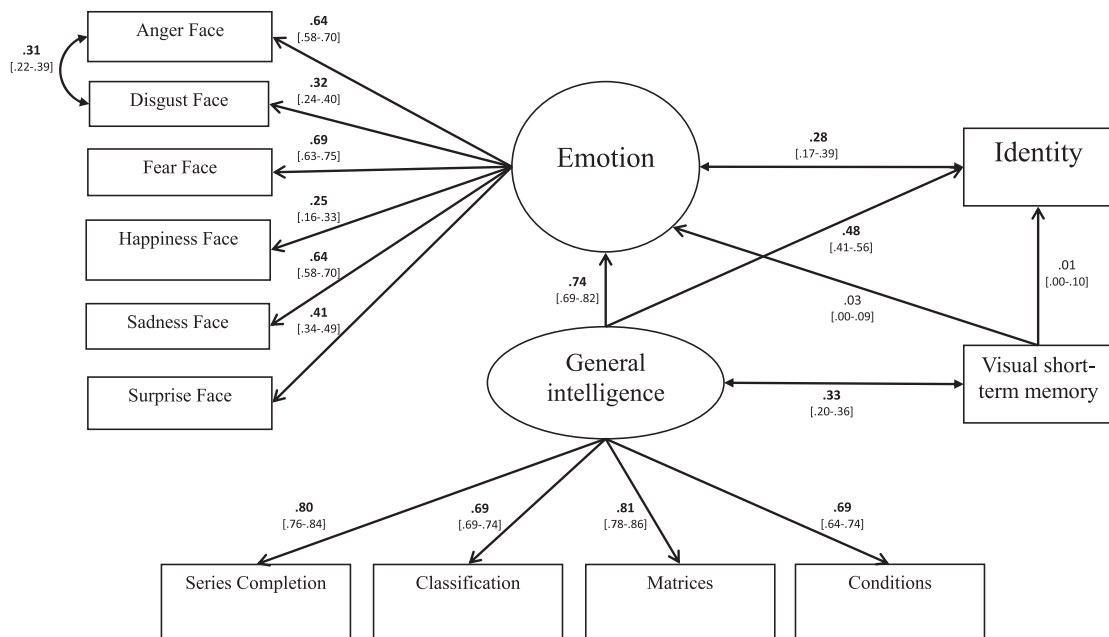 Anger Face
.64
[.58-.70]
.31
[.22-.39]
Disgust Face
.32
[.24-.40]
Fear Face
.69
[.63-.75]
Emotion
.28
[.17-.39]
Identity
Happiness Face
.25
[.16-.33]
.48
[.41-.56]
.64
[.58-.70]
.74
[.69-.82]
.01
[.00-.10]
Sadness Face
.41
[.34-.49]
.03
[.00-.09]
Surprise Face
General
intelligence
.33
[.20-.36]
Visual short-
term memory
.80
[.76-.84]
.69
[.69-.74]
.81
[.78-.86]
.69
[.64-.74]
Series Completion
Classification
Matrices
Conditions